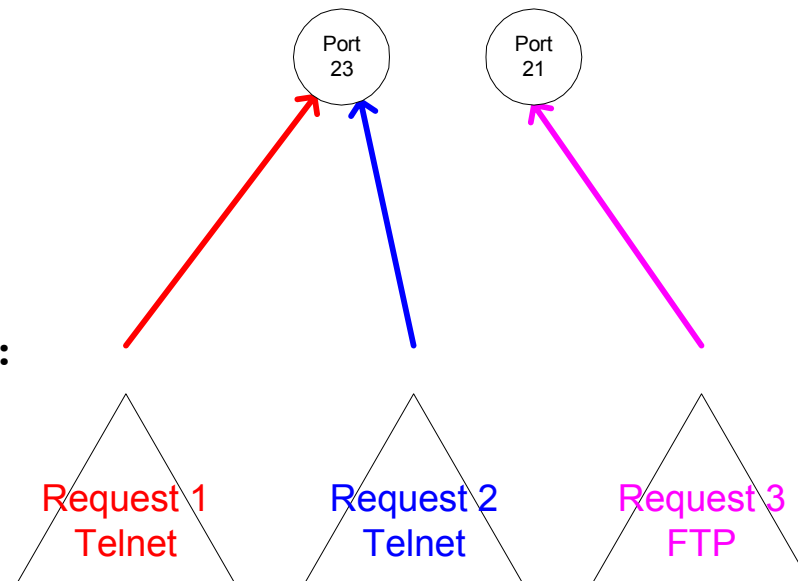 Port
23
Port
21
:
Request 1
Telnet
Request 2
Telnet
Request 3
FTP